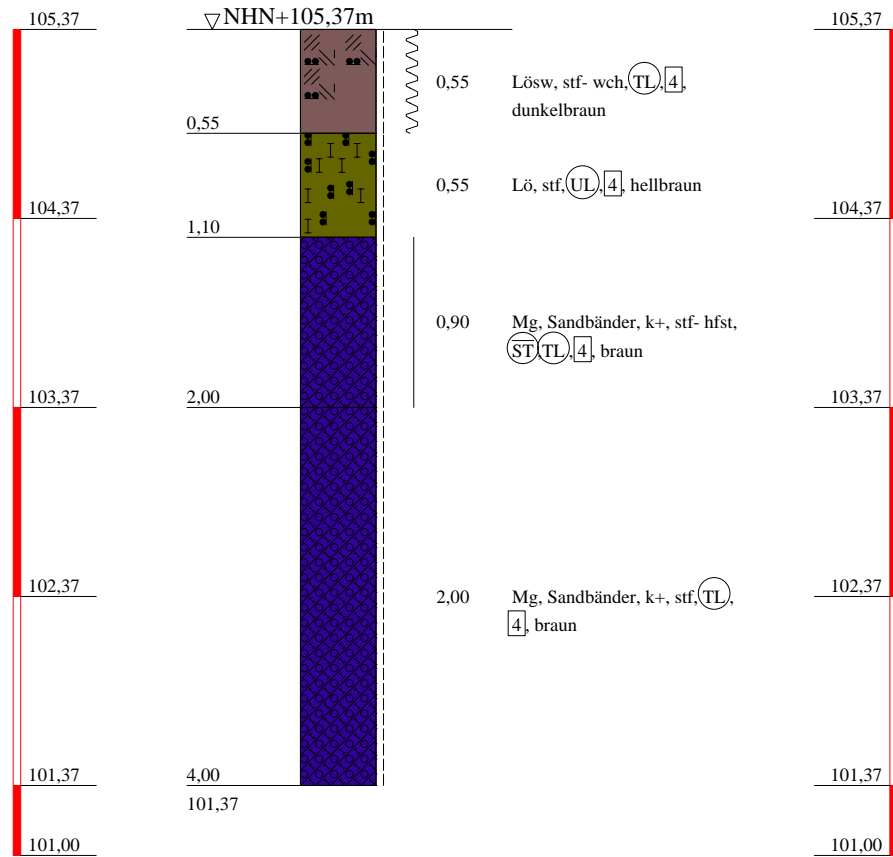 105,37
▽NHN+105,37m
105,37
0,55
Lösw, stf- wch, TL, 4,
dunkelbraun
0,55
0,55
Lö, stf, UL, 4, hellbraun
104,37
104,37
1,10
0,90
Mg, Sandbänder, k+, stf- hfst,
S̅T̅, TL, 4, braun
103,37
2,00
103,37
102,37
2,00
Mg, Sandbänder, k+, stf, TL,
4, braun
102,37
101,37
4,00
101,37
101,37
101,00
101,00